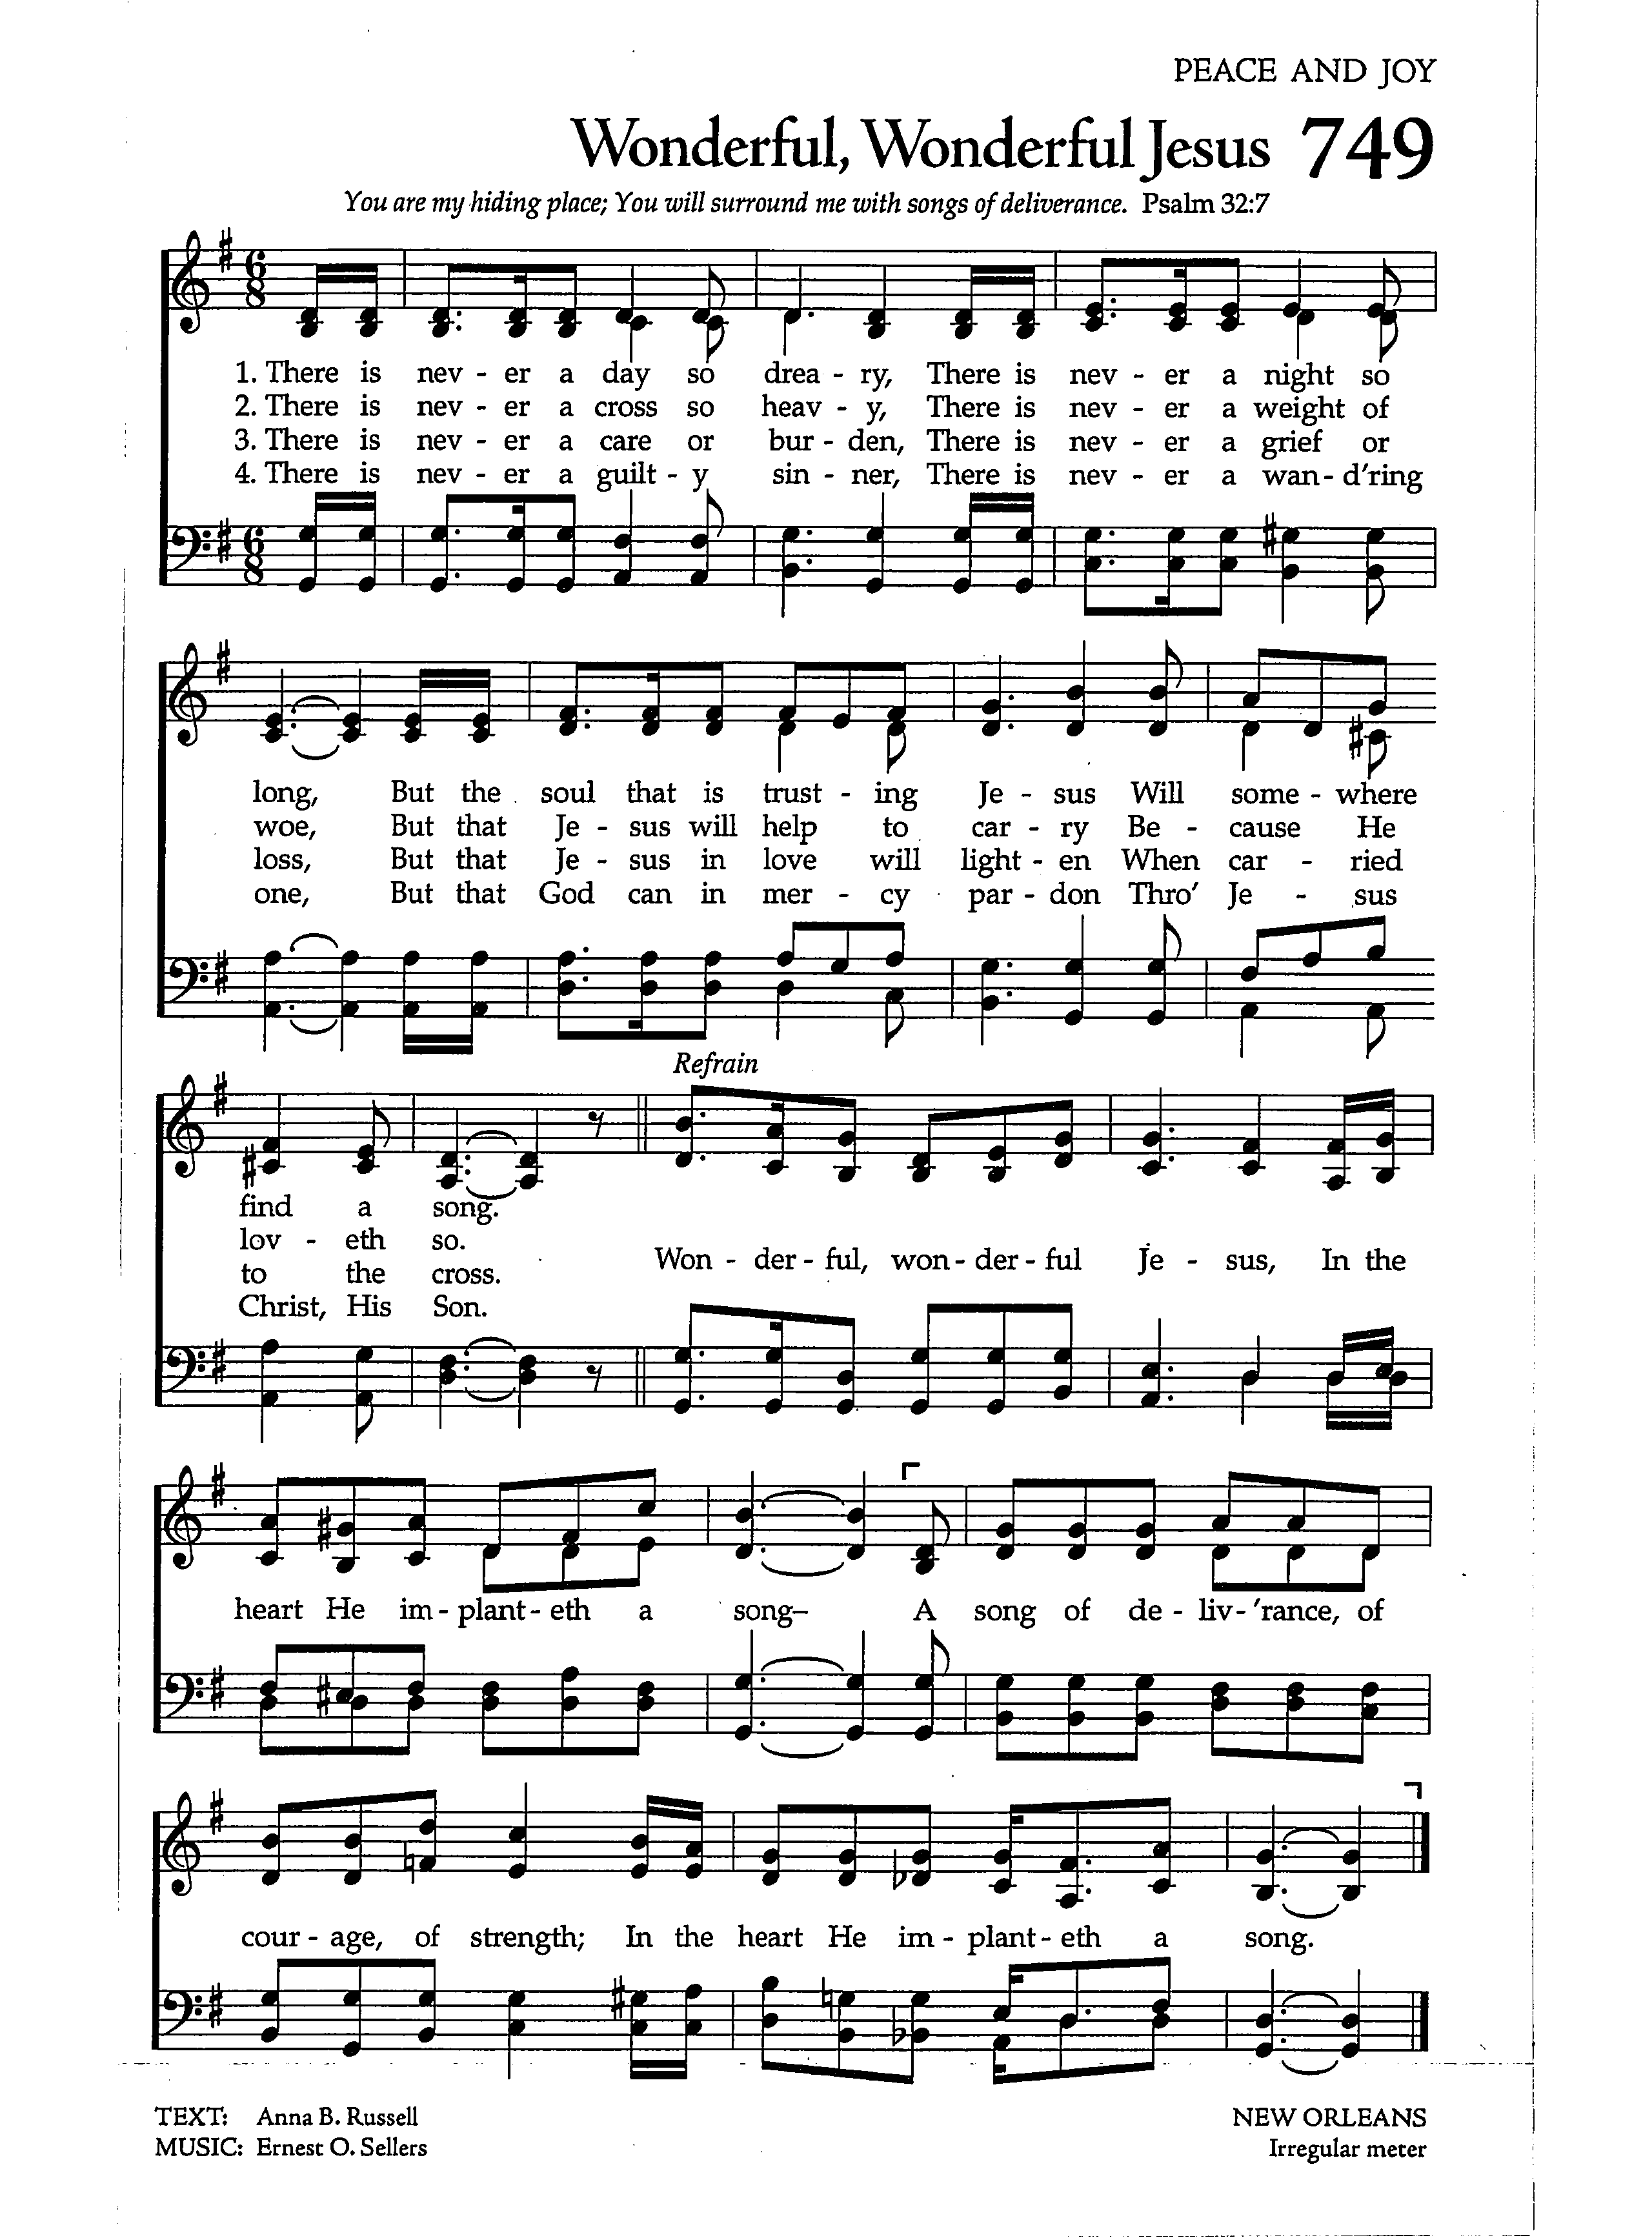 PEACE AND JOY
Wonderful, Wonderful Jesus 749
You are my hiding place; You will surround me with songs of deliverance. Psalm 32:7
6
8
1. There is nev - er a day so drea - ry, There is nev - er a night so
2. There is nev - er a cross so heav - y, There is nev - er a weight of
3. There is nev - er a care or bur - den, There is nev - er a grief or
4. There is nev - er a guilt - y sin - ner, There is nev - er a wan - d'ring
6
8
long, But the soul that is trust - ing Je - sus Will some - where
woe, But that Je - sus will help to car - ry Be - cause He
loss, But that Je - sus in love will light - en When car - ried
one, But that God can in mer - cy par - don Thro' Je - sus
Refrain
find a song.
lov - eth so.
to the cross.
Christ, His Son.
Won - der - ful, won - der - ful Je - sus, In the
heart He im - plant - eth a song– A song of de - liv - 'rance, of
cour - age, of strength; In the heart He im - plant - eth a song.
TEXT: Anna B. Russell
MUSIC: Ernest O. Sellers
NEW ORLEANS
Irregular meter